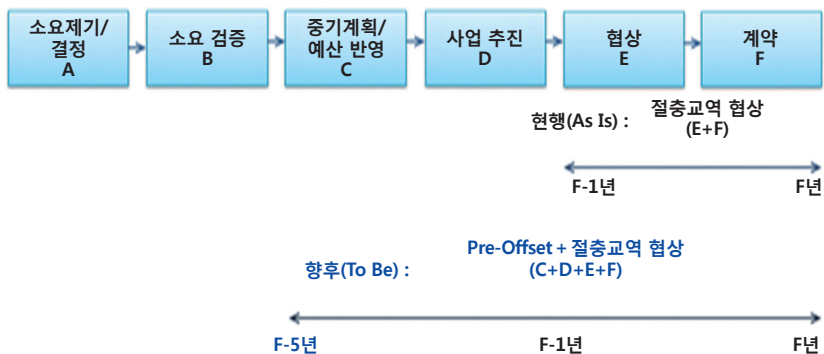 소요제기/
결정
A
소요 검증
B
중기계획/
예산 반영
C
사업 추진
D
협상
E
계약
F
현행(As Is) :
절충교역 협상
(E+F)
F-1년
F년
향후(To Be) :
Pre-Offset + 절충교역 협상
(C+D+E+F)
F-5년
F-1년
F년